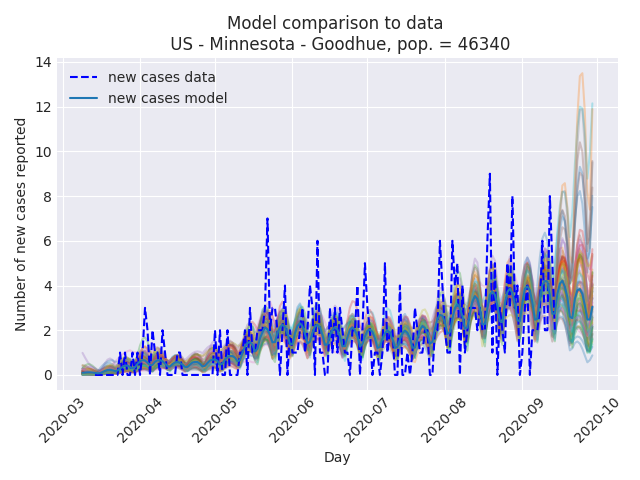 Model comparison to data
US - Minnesota - Goodhue, pop. = 46340
new cases data
new cases model
Number of new cases reported
14
12
10
8
6
4
2
0
2020-03
2020-04
2020-05
2020-06
2020-07
2020-08
2020-09
2020-10
Day